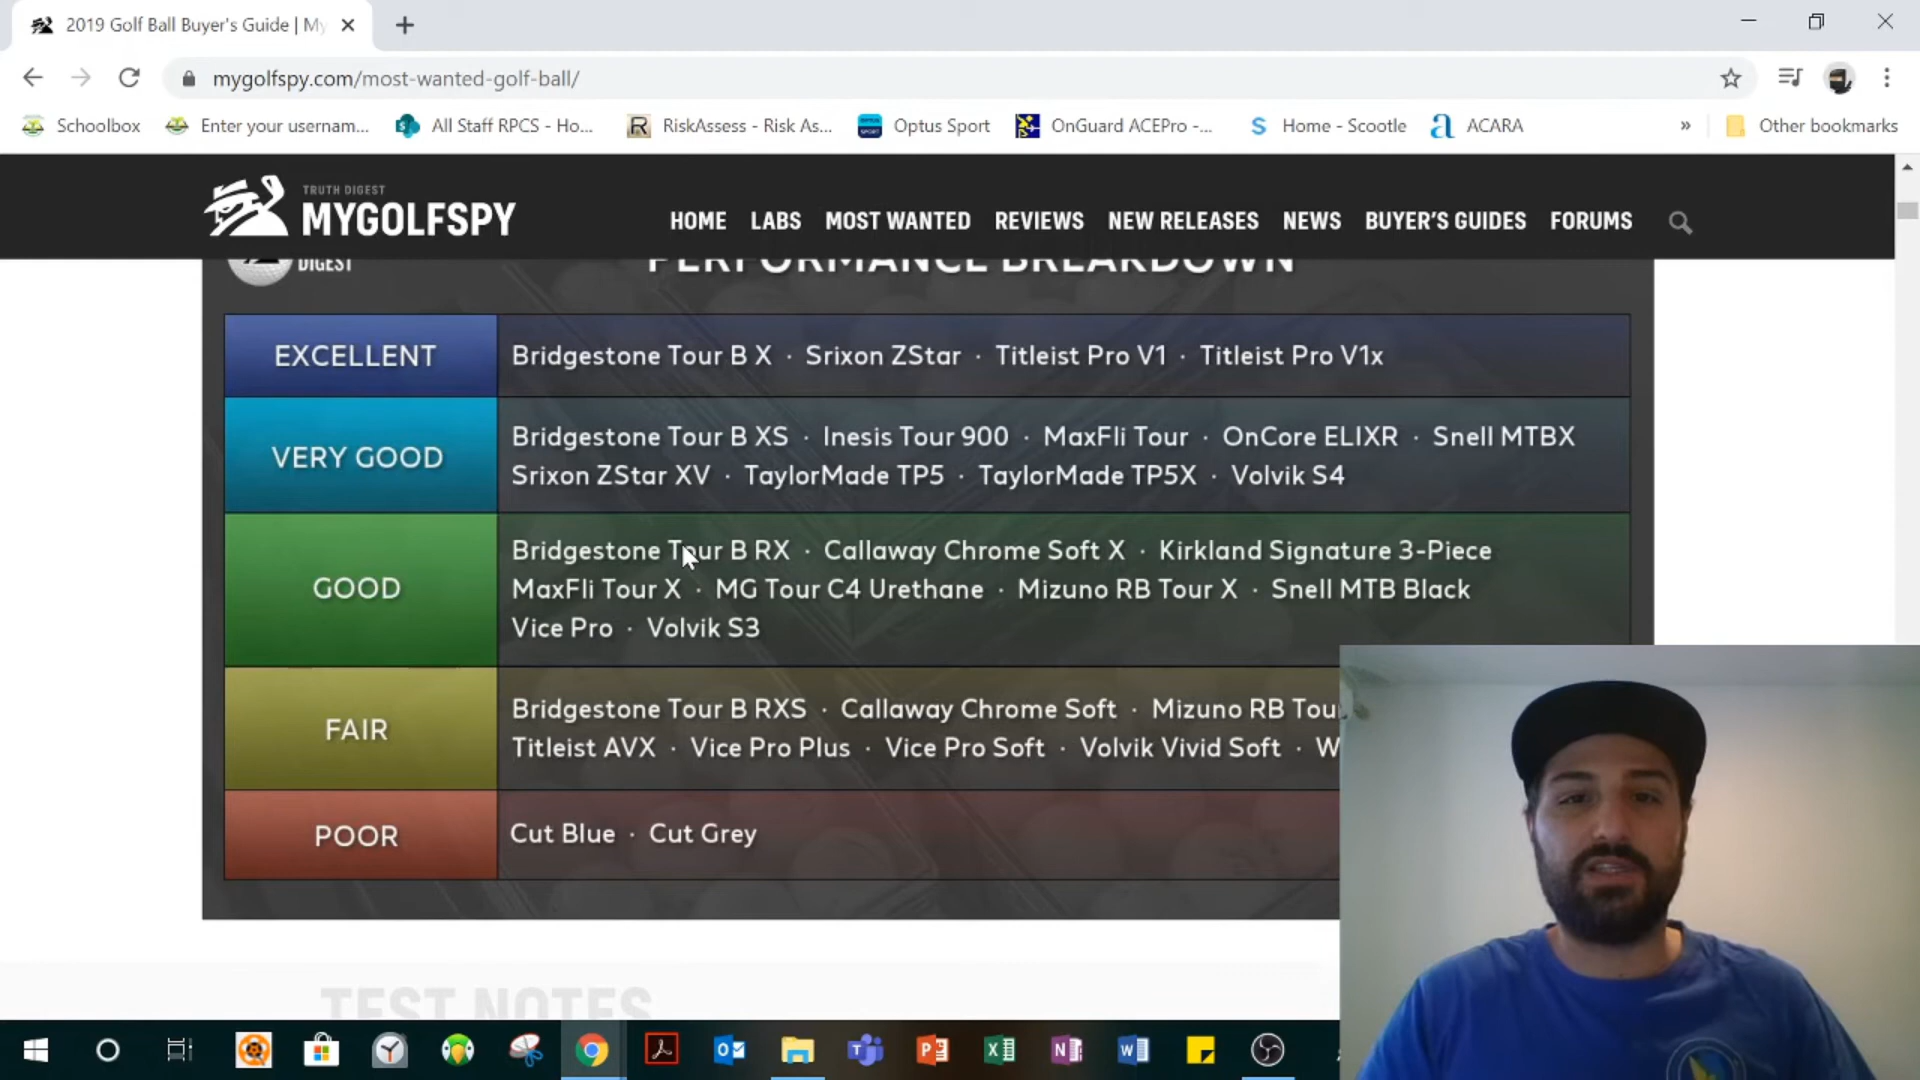 2019 Golf Ball Buyer's Guide | My
mygolfspy.com/most-wanted-golf-ball/
Schoolbox Enter your usernam... All Staff RPCS - Ho... RiskAssess - Risk As... Optus Sport OnGuard ACEPro -... Home - Scootle ACARA » Other bookmarks
TRUTH DIGEST
MYGOLFSPY
HOME LABS MOST WANTED REVIEWS NEW RELEASES NEWS BUYER'S GUIDES FORUMS
DIGEST PERFORMANCE BREAKDOWN
EXCELLENT Bridgestone Tour B X · Srixon ZStar · Titleist Pro V1 · Titleist Pro V1x
VERY GOOD Bridgestone Tour B XS · Inesis Tour 900 · MaxFli Tour · OnCore ELIXR · Snell MTBX
Srixon ZStar XV · TaylorMade TP5 · TaylorMade TP5X · Volvik S4
GOOD Bridgestone Tour B RX · Callaway Chrome Soft X · Kirkland Signature 3-Piece
MaxFli Tour X · MG Tour C4 Urethane · Mizuno RB Tour X · Snell MTB Black
Vice Pro · Volvik S3
FAIR Bridgestone Tour B RXS · Callaway Chrome Soft · Mizuno RB Tou
Titleist AVX · Vice Pro Plus · Vice Pro Soft · Volvik Vivid Soft · W
POOR Cut Blue · Cut Grey
TEST NOTES